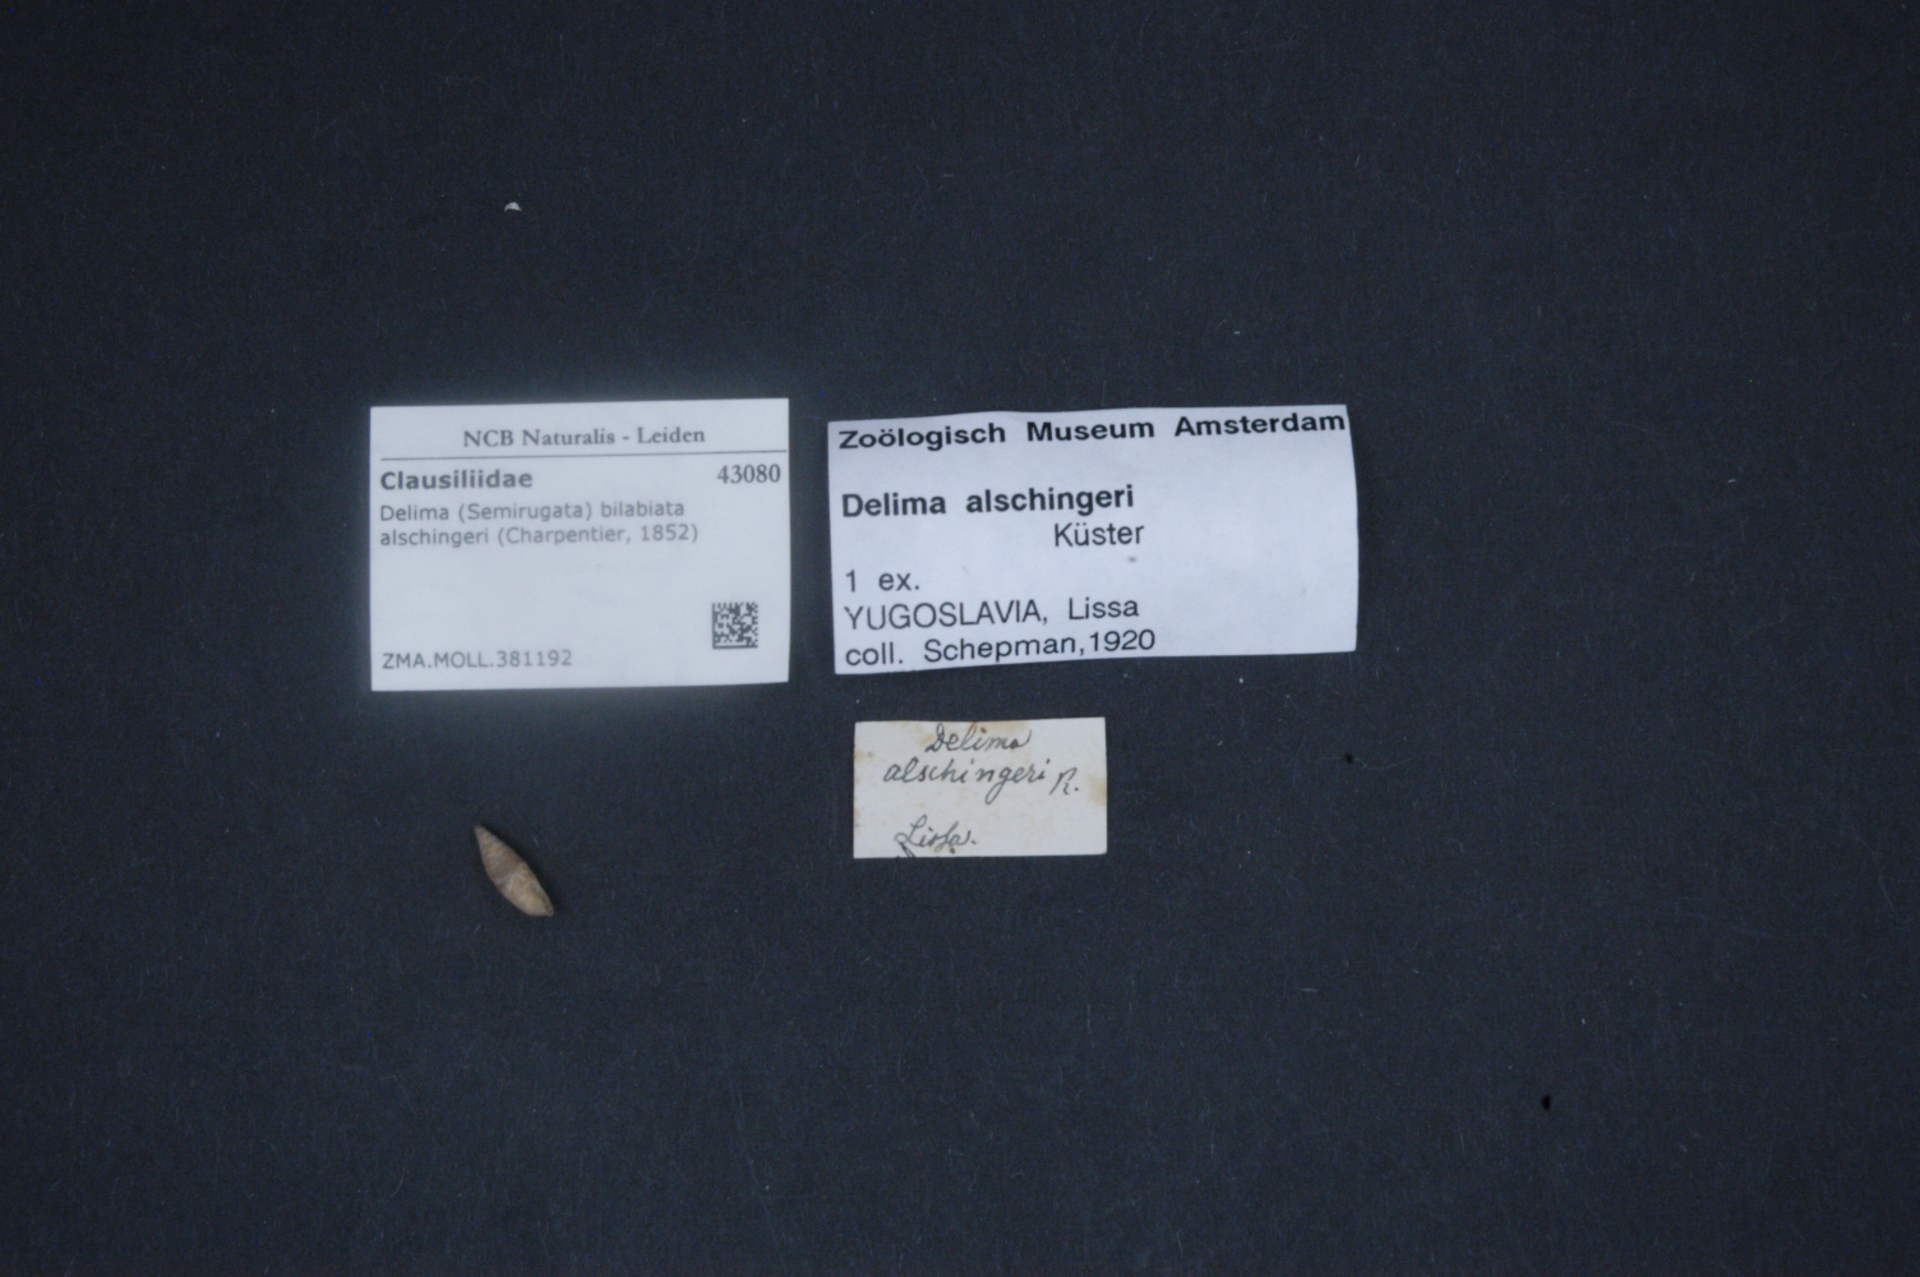 NCB Naturalis - Leiden
Clausiliidae 43080
Delima (Semirugata) bilabiata
alschingeri (Charpentier, 1852)
ZMA.MOLL.381192
Zoölogisch Museum Amsterdam
Delima alschingeri
Küster
1 ex.
YUGOSLAVIA, Lissa
coll. Schepman, 1920
Delima
alschingeri R.
Lissa.